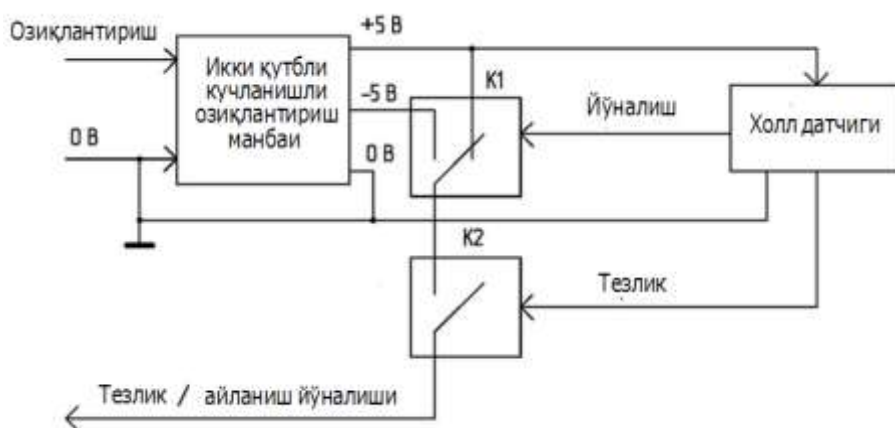 Озиқлантириш
+5 В
Икки қутбли
кучланишли
озиқлантириш
манбаи
−5 В
К1
Йўналиш
Холл датчиги
0 В
0 В
К2
Тезлик
Тезлик / айланиш йўналиши